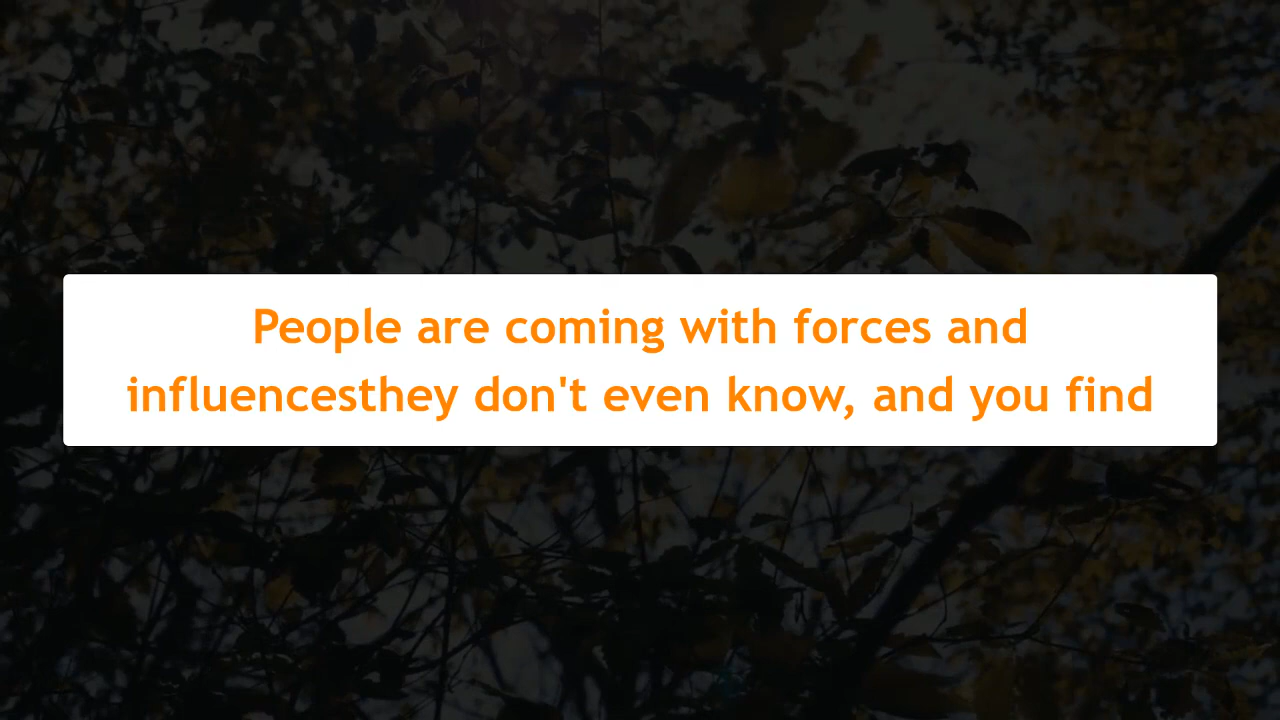 People are coming with forces and
influencesthey don't even know, and you find